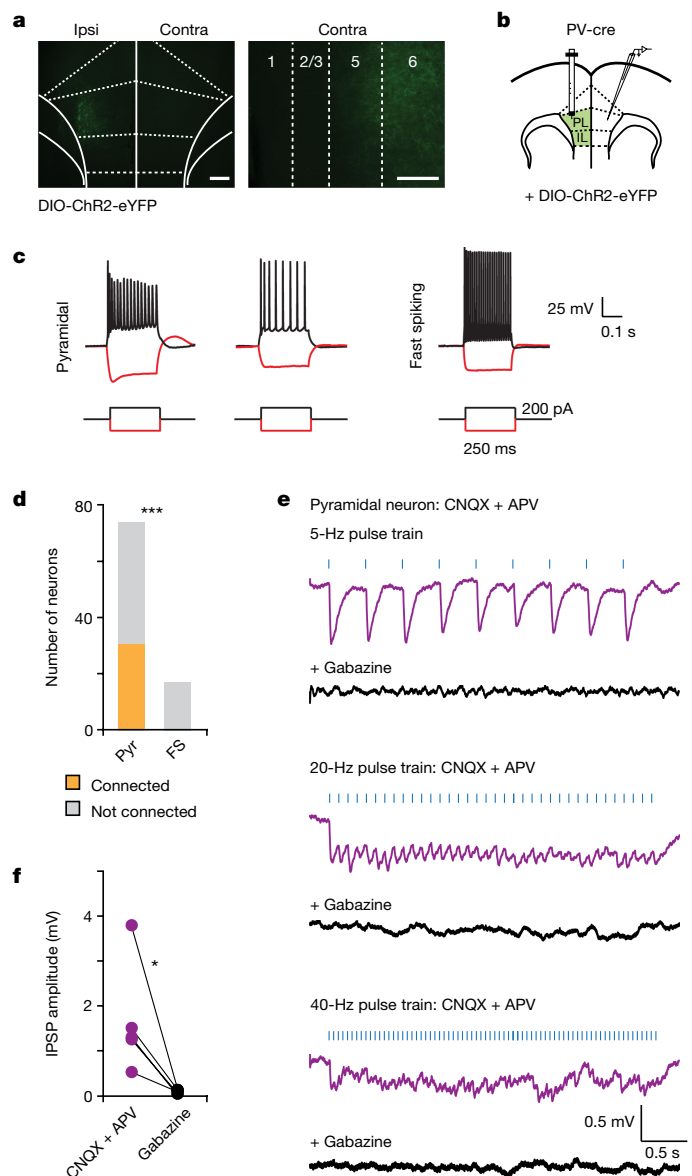 a
Ipsi
Contra
DIO-ChR2-eYFP
Contra
1
2/3
5
6
b
PV-cre
PL
IL
+ DIO-ChR2-eYFP
c
Pyramidal
Fast spiking
25 mV
0.1 s
200 pA
250 ms
d
Number of neurons
80
40
0
***
Pyr
FS
Connected
Not connected
e
Pyramidal neuron: CNQX + APV
5-Hz pulse train
+ Gabazine
20-Hz pulse train: CNQX + APV
+ Gabazine
40-Hz pulse train: CNQX + APV
0.5 mV
0.5 s
+ Gabazine
f
IPSP amplitude (mV)
4
2
0
*
CNQX + APV
Gabazine